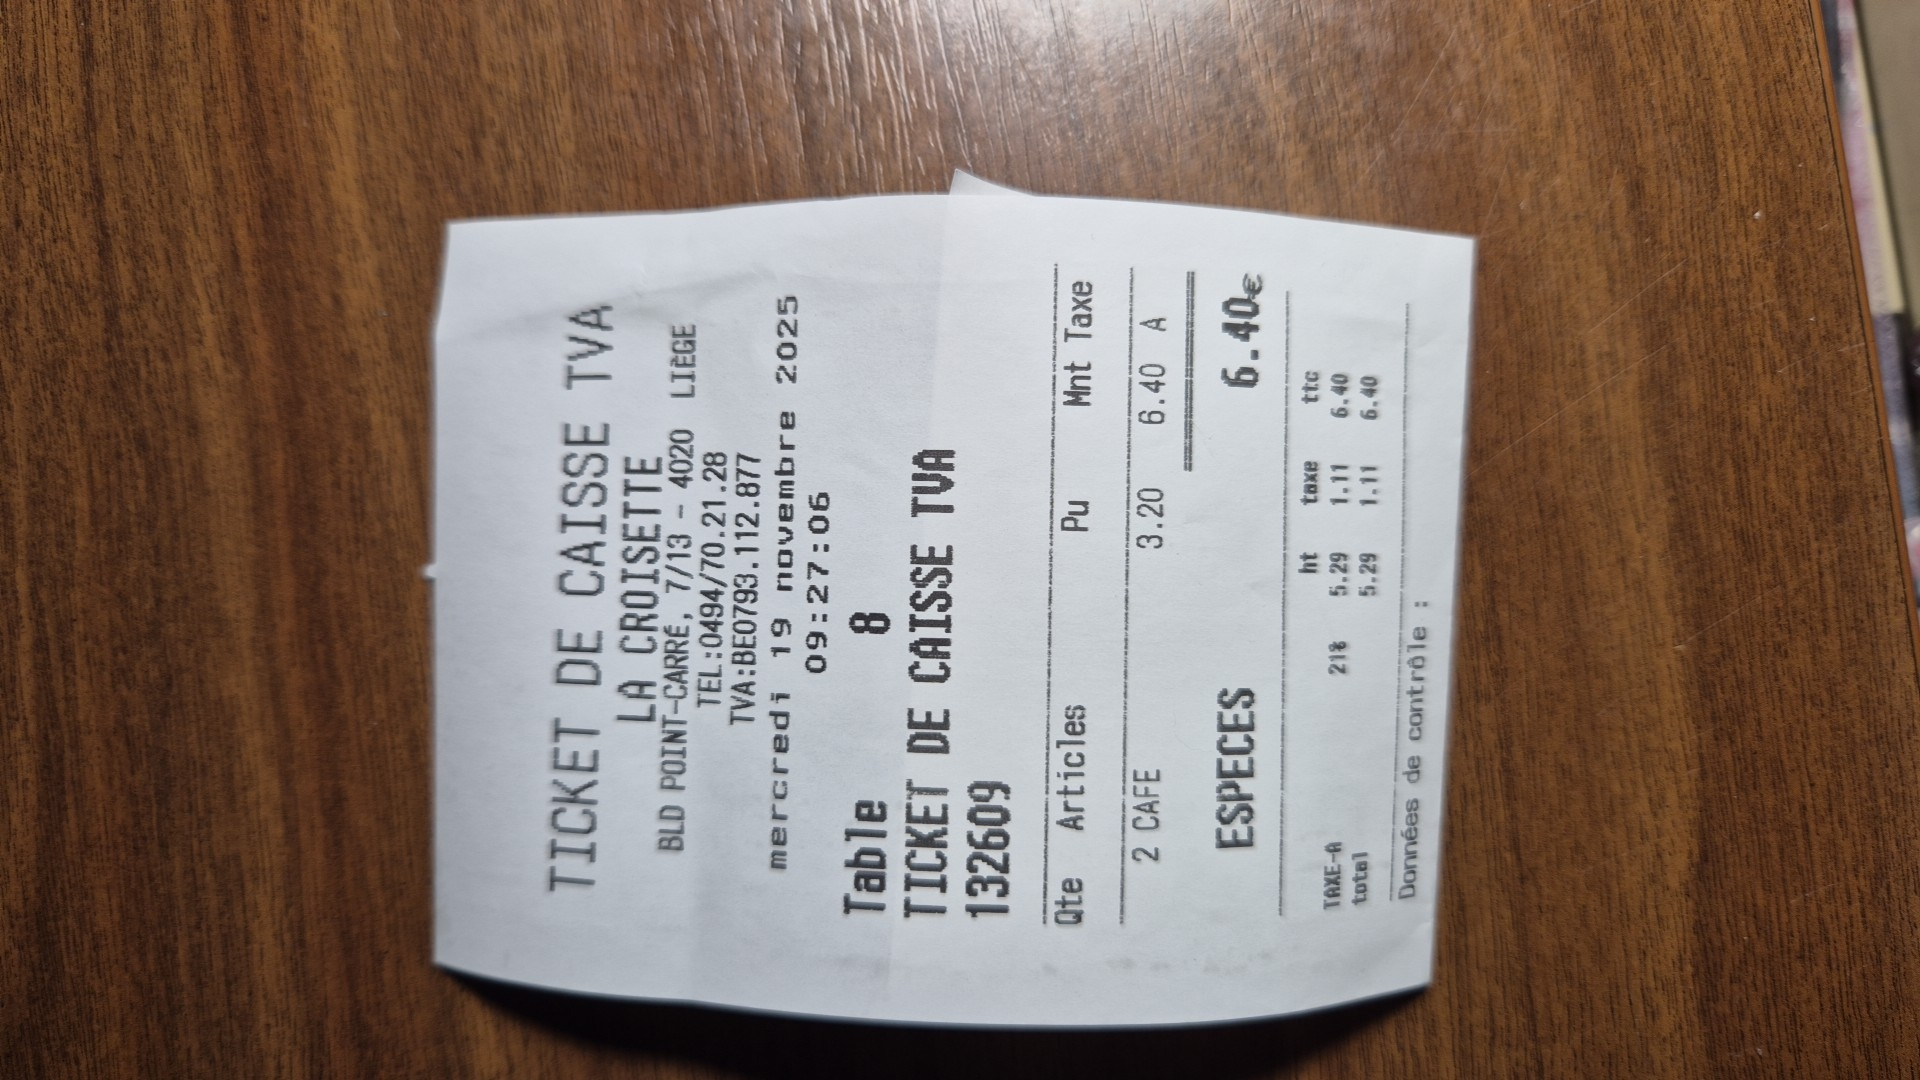 TICKET DE CAISSE TVA
LA CROISETTE
BLD POINT-CARRÉ, 7/13 - 4020 LIÈGE
TEL:0494/70.21.28
TVA:BE0793.112.877
mercredi 19 novembre 2025
09:27:06
Table 8
TICKET DE CAISSE TVA
132609
Qte Articles Pu Mnt Taxe
2 CAFE 3.20 6.40 A
ESPECES 6.40€
ht taxe ttc
TAXE-A 21% 5.29 1.11 6.40
total 5.29 1.11 6.40
Données de contrôle :